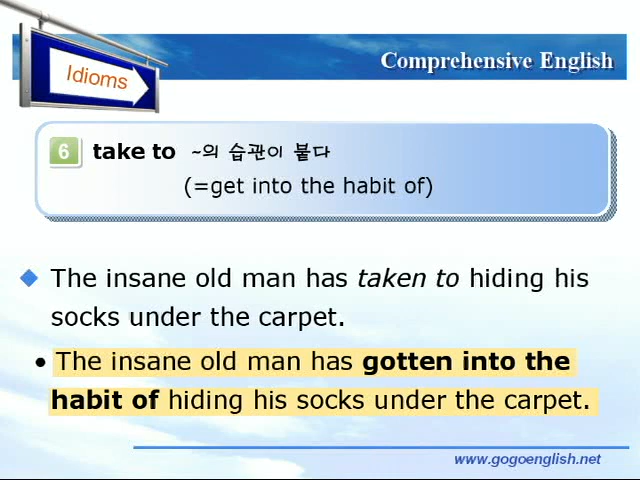 Idioms
Comprehensive English
6 take to ~의 습관이 붙다
(=get into the habit of)
The insane old man has taken to hiding his
socks under the carpet.
• The insane old man has gotten into the
habit of hiding his socks under the carpet.
www.gogoenglish.net